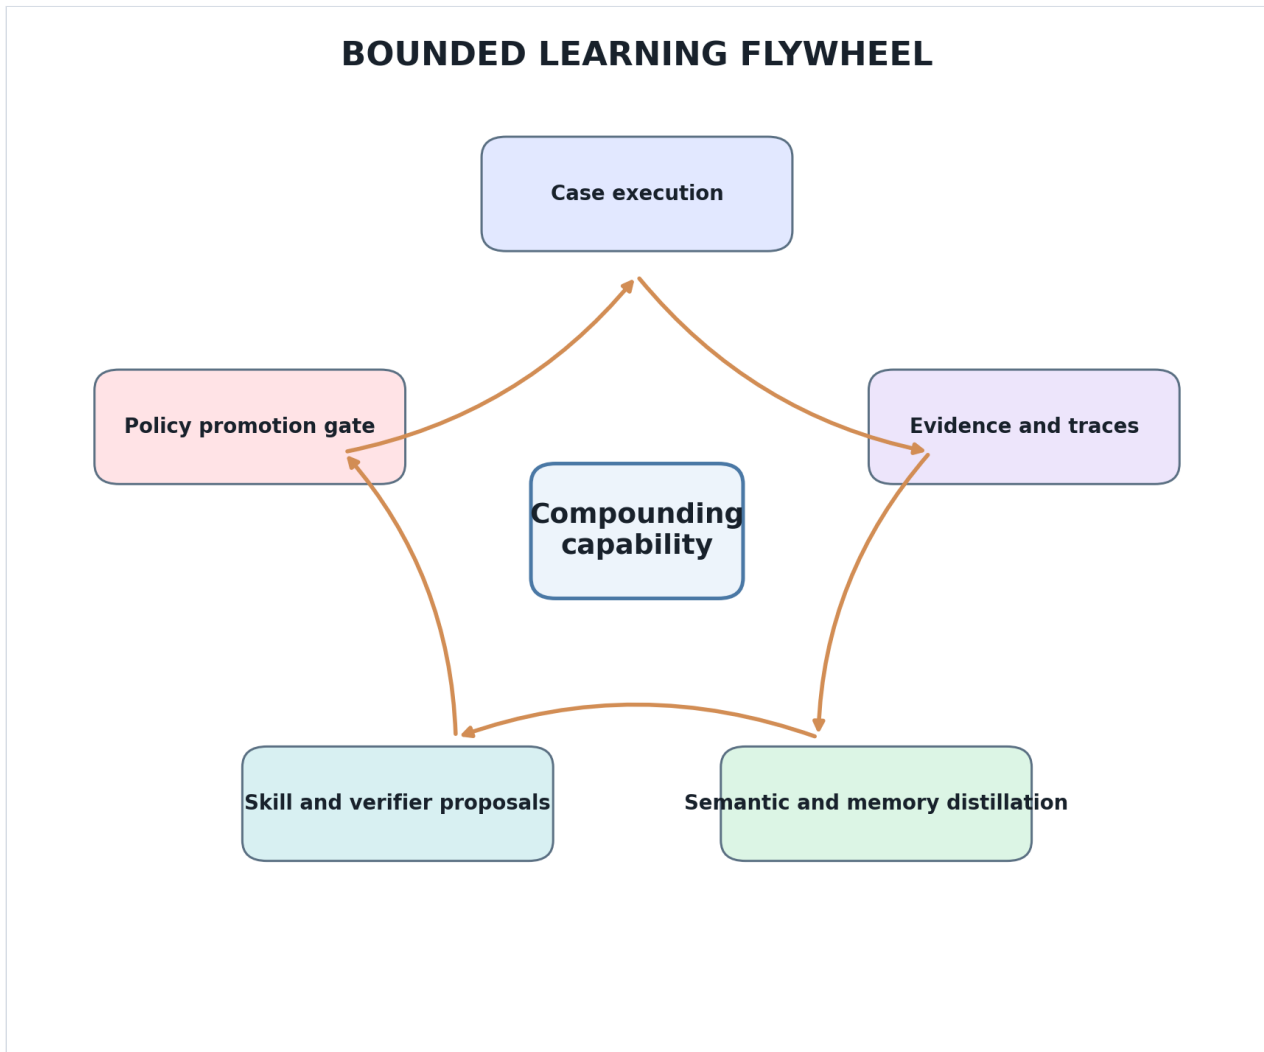 BOUNDED LEARNING FLYWHEEL
Case execution
Policy promotion gate
Evidence and traces
Compounding
capability
Skill and verifier proposals
Semantic and memory distillation